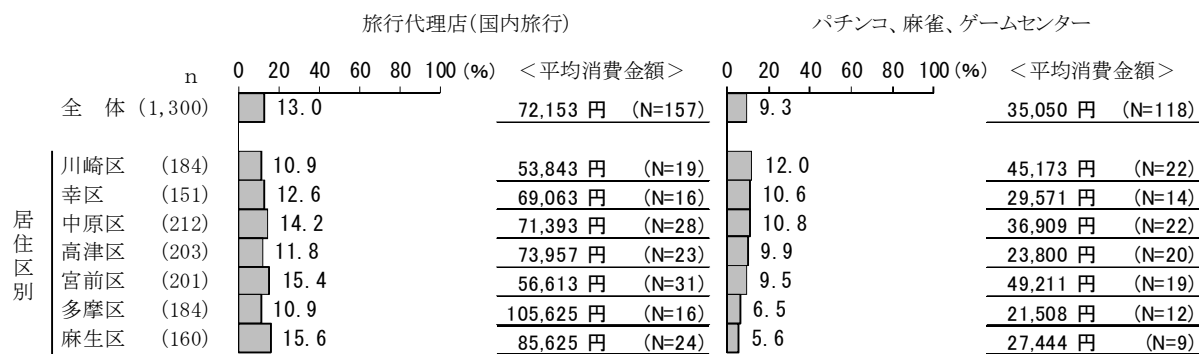 旅行代理店(国内旅行) パチンコ、麻雀、ゲームセンター
n 0 20 40 60 80 100 (%) <平均消費金額> 0 20 40 60 80 100 (%) <平均消費金額>
全 体 (1,300) 13.0 72,153 円 (N=157) 9.3 35,050 円 (N=118)
居住区別
川崎区 (184) 10.9 53,843 円 (N=19) 12.0 45,173 円 (N=22)
幸区 (151) 12.6 69,063 円 (N=16) 10.6 29,571 円 (N=14)
中原区 (212) 14.2 71,393 円 (N=28) 10.8 36,909 円 (N=22)
高津区 (203) 11.8 73,957 円 (N=23) 9.9 23,800 円 (N=20)
宮前区 (201) 15.4 56,613 円 (N=31) 9.5 49,211 円 (N=19)
多摩区 (184) 10.9 105,625 円 (N=16) 6.5 21,508 円 (N=12)
麻生区 (160) 15.6 85,625 円 (N=24) 5.6 27,444 円 (N=9)